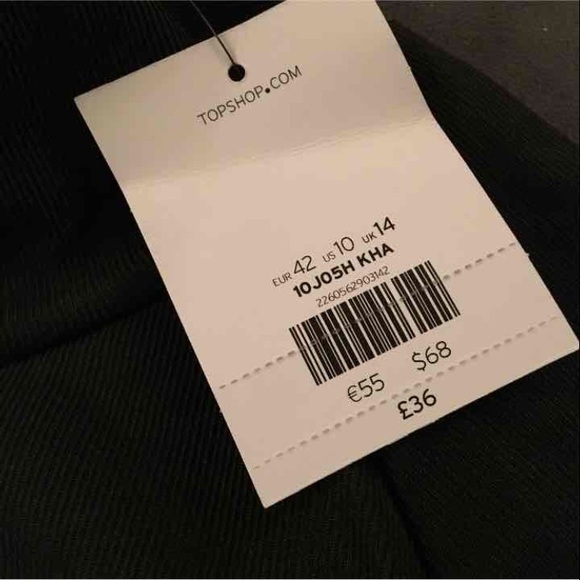 TOPSHOP.COM
EUR 42 US 10 UK 14
10J05H KHA
2260562903142
€55 $68
£36